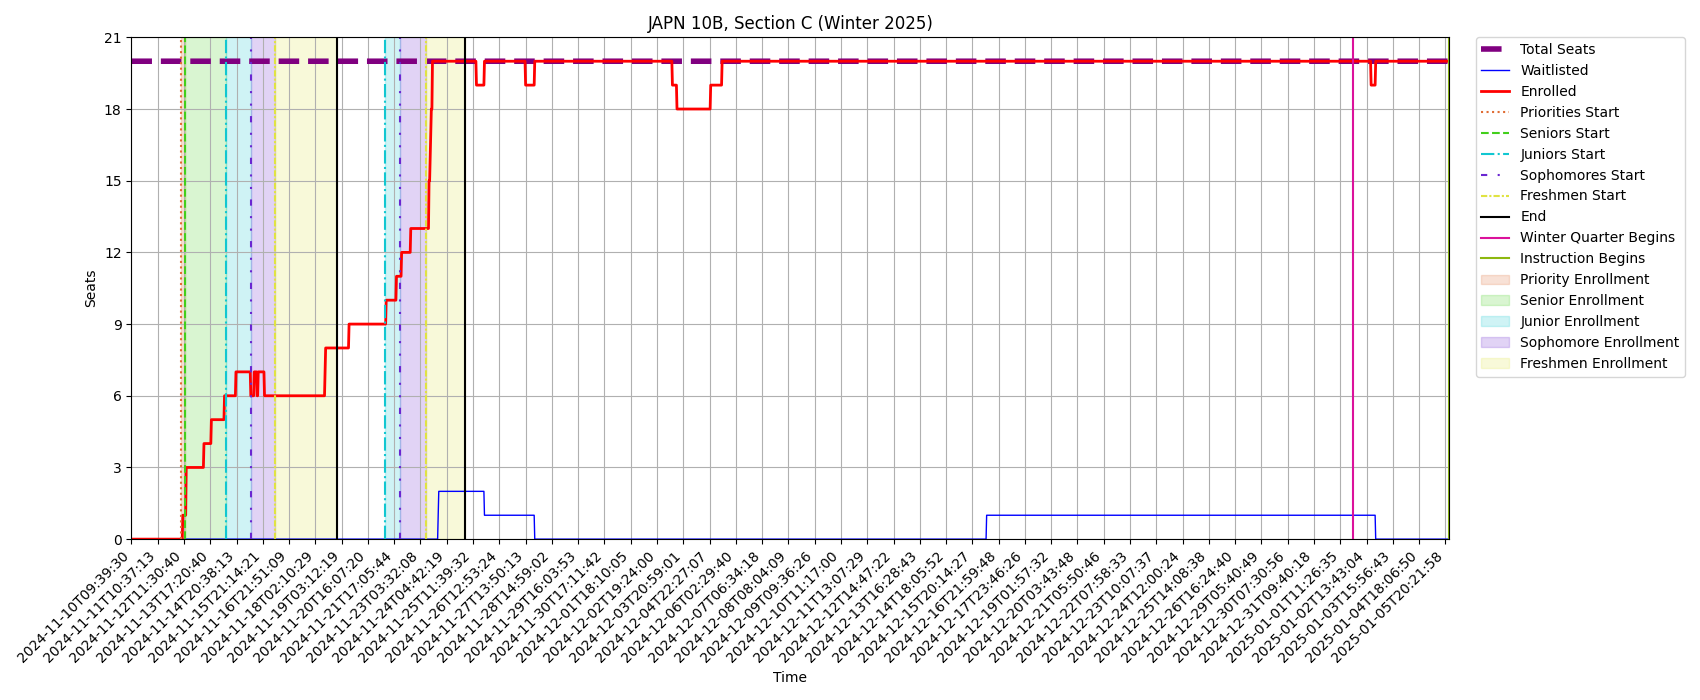 JAPN 10B, Section C (Winter 2025)
21
18
15
12
9
6
3
0
Seats
2024-11-10T09:39:30
2024-11-11T10:37:13
2024-11-12T11:30:40
2024-11-13T17:20:40
2024-11-14T20:38:13
2024-11-15T21:14:21
2024-11-16T21:51:09
2024-11-18T02:10:29
2024-11-19T03:12:19
2024-11-20T16:07:20
2024-11-21T17:05:44
2024-11-23T03:32:08
2024-11-24T04:42:19
2024-11-25T11:39:32
2024-11-26T12:53:24
2024-11-27T13:50:13
2024-11-28T14:59:02
2024-11-29T16:03:53
2024-11-30T17:11:42
2024-12-01T18:10:05
2024-12-02T19:24:00
2024-12-03T20:59:01
2024-12-04T22:27:07
2024-12-06T02:29:40
2024-12-07T06:34:18
2024-12-08T08:04:09
2024-12-09T09:36:26
2024-12-10T11:17:00
2024-12-11T13:07:29
2024-12-12T14:47:22
2024-12-13T16:28:43
2024-12-14T18:05:52
2024-12-15T20:14:27
2024-12-16T21:59:48
2024-12-17T23:46:26
2024-12-19T01:57:32
2024-12-20T03:43:48
2024-12-21T05:50:46
2024-12-22T07:58:33
2024-12-23T10:07:37
2024-12-24T12:00:24
2024-12-25T14:08:38
2024-12-26T16:24:40
2024-12-29T05:40:49
2024-12-30T07:30:56
2024-12-31T09:40:18
2025-01-01T11:26:35
2025-01-02T13:43:04
2025-01-03T15:56:43
2025-01-04T18:06:50
2025-01-05T20:21:58
Time
Total Seats
Waitlisted
Enrolled
Priorities Start
Seniors Start
Juniors Start
Sophomores Start
Freshmen Start
End
Winter Quarter Begins
Instruction Begins
Priority Enrollment
Senior Enrollment
Junior Enrollment
Sophomore Enrollment
Freshmen Enrollment